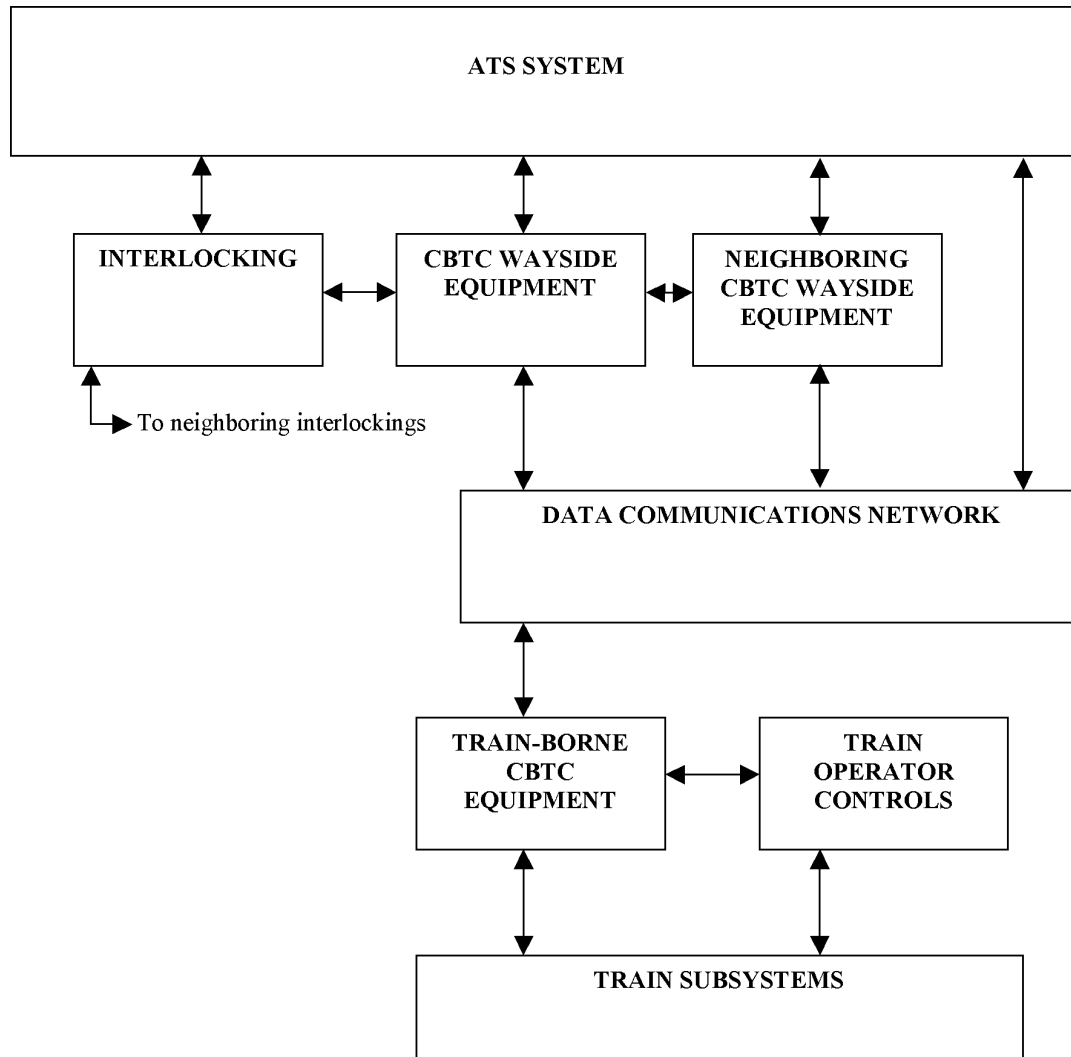 ATS SYSTEM
INTERLOCKING
CBTC WAYSIDE
EQUIPMENT
NEIGHBORING
CBTC WAYSIDE
EQUIPMENT
To neighboring interlockings
DATA COMMUNICATIONS NETWORK
TRAIN-BORNE
CBTC
EQUIPMENT
TRAIN
OPERATOR
CONTROLS
TRAIN SUBSYSTEMS